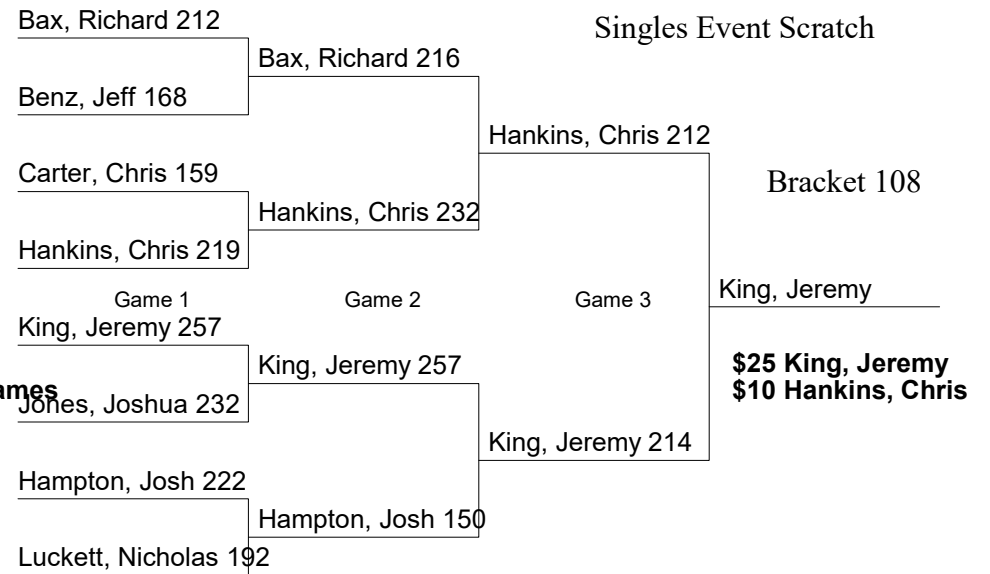 Bax, Richard 212
Singles Event Scratch
Bax, Richard 216
Benz, Jeff 168
Hankins, Chris 212
Carter, Chris 159
Bracket 108
Hankins, Chris 232
Hankins, Chris 219
Game 1
Game 2
Game 3
King, Jeremy
King, Jeremy 257
King, Jeremy 257
$25 King, Jeremy
$10 Hankins, Chris
Jones, Joshua 232
King, Jeremy 214
Hampton, Josh 222
Hampton, Josh 150
Luckett, Nicholas 192